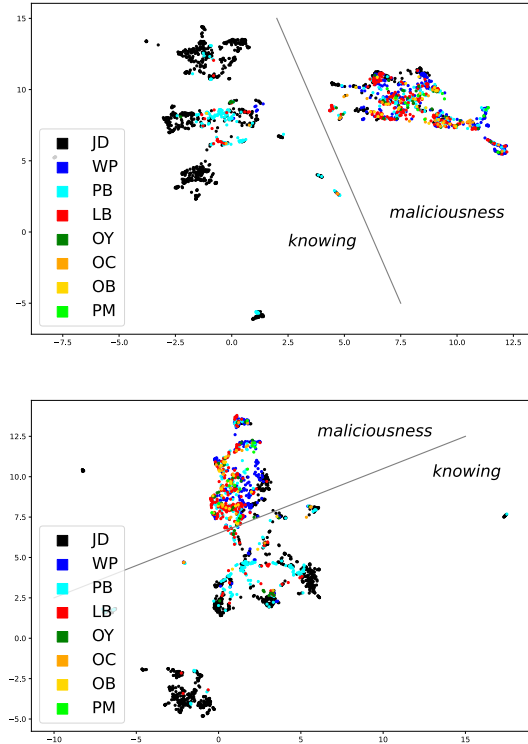 15
10
5
0
−5
−7.5
−5.0
−2.5
0.0
2.5
5.0
7.5
10.0
12.5
JD
WP
PB
LB
OY
OC
OB
PM
maliciousness
knowing
12.5
10.0
7.5
5.0
2.5
0.0
−2.5
−5.0
−10
−5
0
5
10
15
maliciousness
knowing
JD
WP
PB
LB
OY
OC
OB
PM